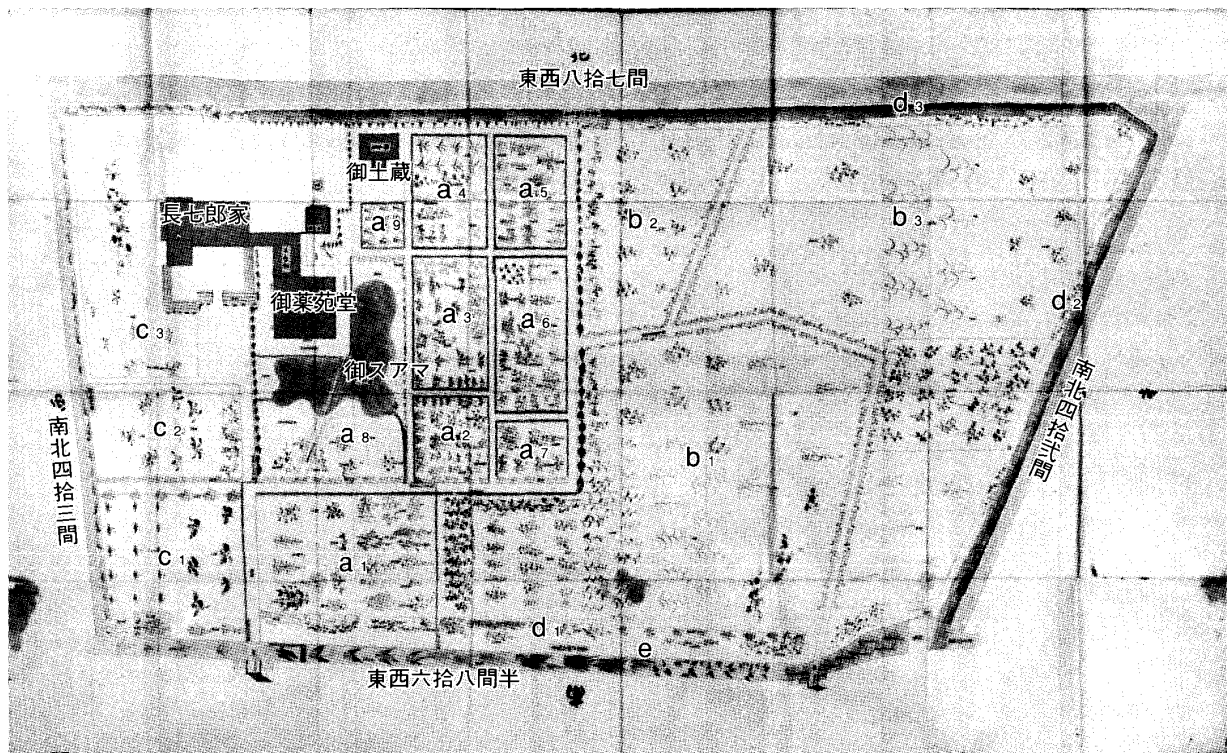 北
東西八拾七間
d3
御土蔵
a4
a5
長七郎家
a9
b2
b3
御薬苑堂
a3
a6
d2
c3
御スアマ
南北四拾弐間
c2
a8
a2
a7
b1
南北四拾三間
c1
a1
d1
e
東西六拾八間半